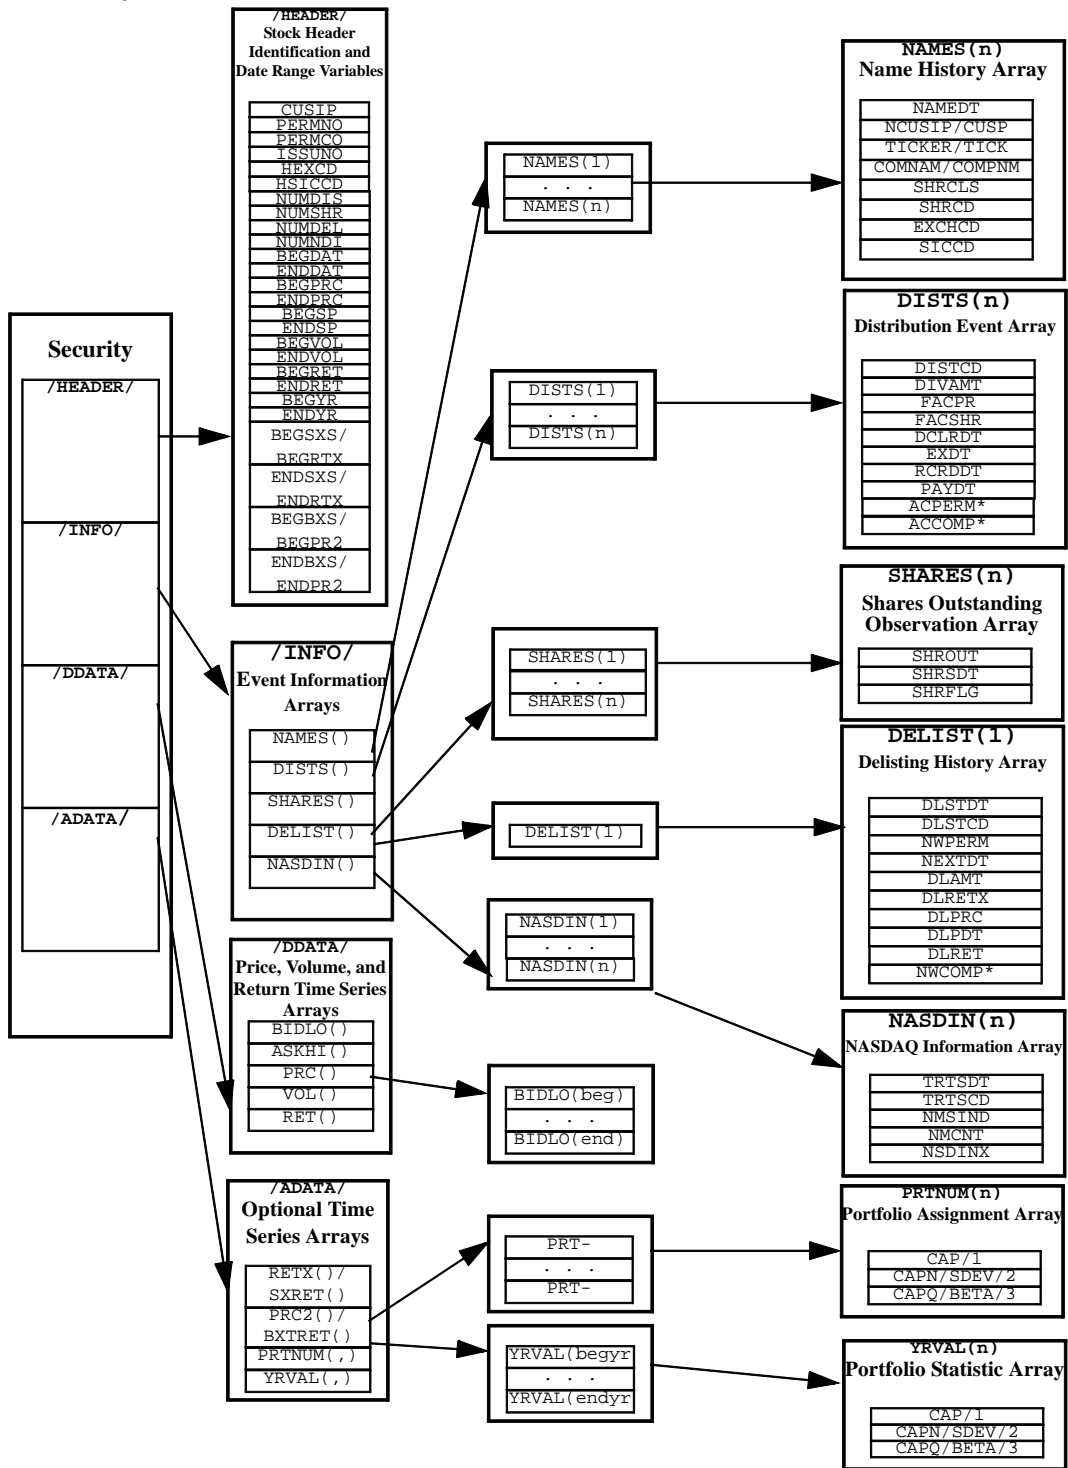 Security
/HEADER/
/INFO/
/DDATA/
/ADATA/
/HEADER/
Stock Header
Identification and
Date Range Variables
CUSIP
PERMNO
PERMCO
ISSUNO
HEXCD
HSICCD
NUMDIS
NUMSHR
NUMDEL
NUMNDI
BEGDAT
ENDDAT
BEGPRC
ENDPRC
BEGSP
ENDSP
BEGVOL
ENDVOL
BEGRET
ENDRET
BEGYR
ENDYR
BEGSXS/
BEGRTX
ENDSXS/
ENDRTX
BEGBXS/
BEGPR2
ENDBXS/
ENDPR2
/INFO/
Event Information
Arrays
NAMES()
DISTS()
SHARES()
DELIST()
NASDIN()
/DDATA/
Price, Volume, and
Return Time Series
Arrays
BIDLO()
ASKHI()
PRC()
VOL()
RET()
/ADATA/
Optional Time
Series Arrays
RETX()/
SXRET()
PRC2()/
BXTRET()
PRTNUM(,)
YRVAL(,)
NAMES(1)
. . .
NAMES(n)
DISTS(1)
. . .
DISTS(n)
SHARES(1)
. . .
SHARES(n)
DELIST(1)
NASDIN(1)
. . .
NASDIN(n)
BIDLO(beg)
. . .
BIDLO(end)
PRT-
. . .
PRT-
YRVAL(begyr
. . .
YRVAL(endyr
NAMES(n)
Name History Array
NAMEDT
NCUSIP/CUSP
TICKER/TICK
COMNAM/COMPNM
SHRCLS
SHRCD
EXCHCD
SICCD
DISTS(n)
Distribution Event Array
DISTCD
DIVAMT
FACPR
FACSHR
DCLRDT
EXDT
RCRDDT
PAYDT
ACPERM*
ACCOMP*
SHARES(n)
Shares Outstanding
Observation Array
SHROUT
SHRSDT
SHRFLG
DELIST(1)
Delisting History Array
DLSTDT
DLSTCD
NWPERM
NEXTDT
DLAMT
DLRETX
DLPRC
DLPDT
DLRET
NWCOMP*
NASDIN(n)
NASDAQ Information Array
TRTSDT
TRTSCD
NMSIND
NMCNT
NSDINX
PRTNUM(n)
Portfolio Assignment Array
CAP/1
CAPN/SDEV/2
CAPQ/BETA/3
YRVAL(n)
Portfolio Statistic Array
CAP/1
CAPN/SDEV/2
CAPQ/BETA/3